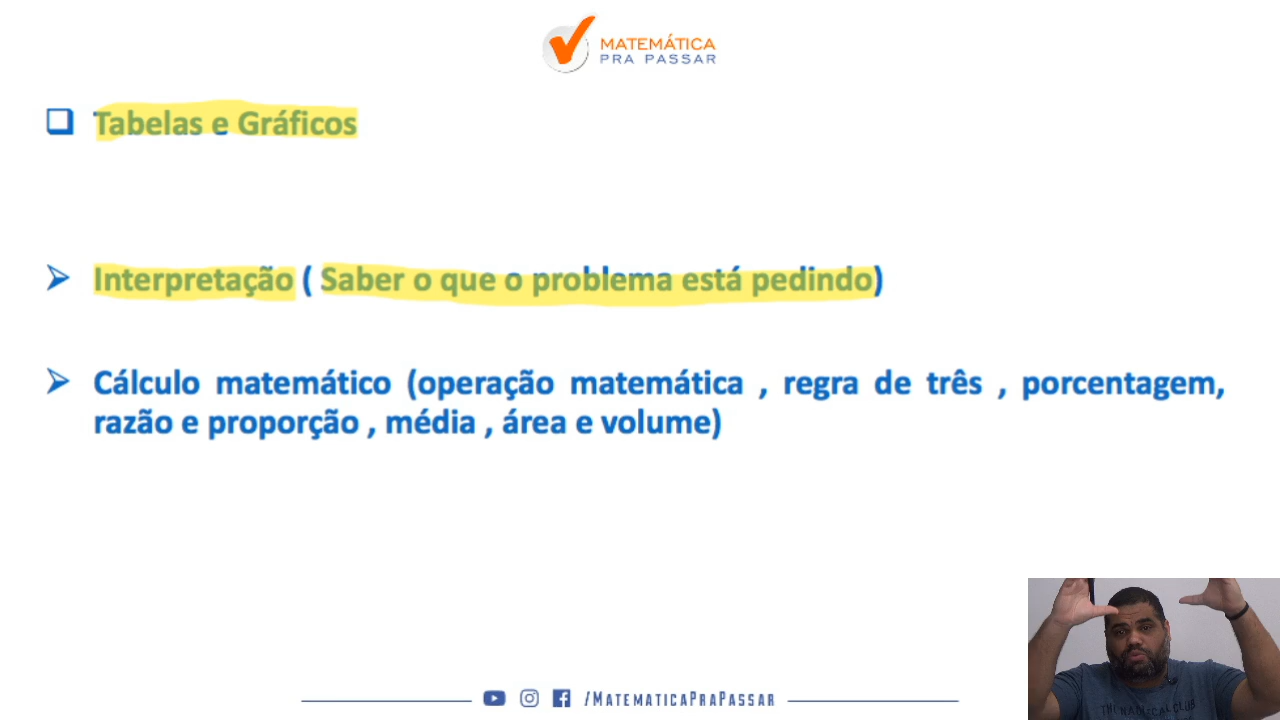 MATEMÁTICA
PRA PASSAR
Tabelas e Gráficos
Interpretação ( Saber o que o problema está pedindo)
Cálculo matemático (operação matemática , regra de três , porcentagem,
razão e proporção , média , área e volume)
/MATEMATICAPRAPASSAR